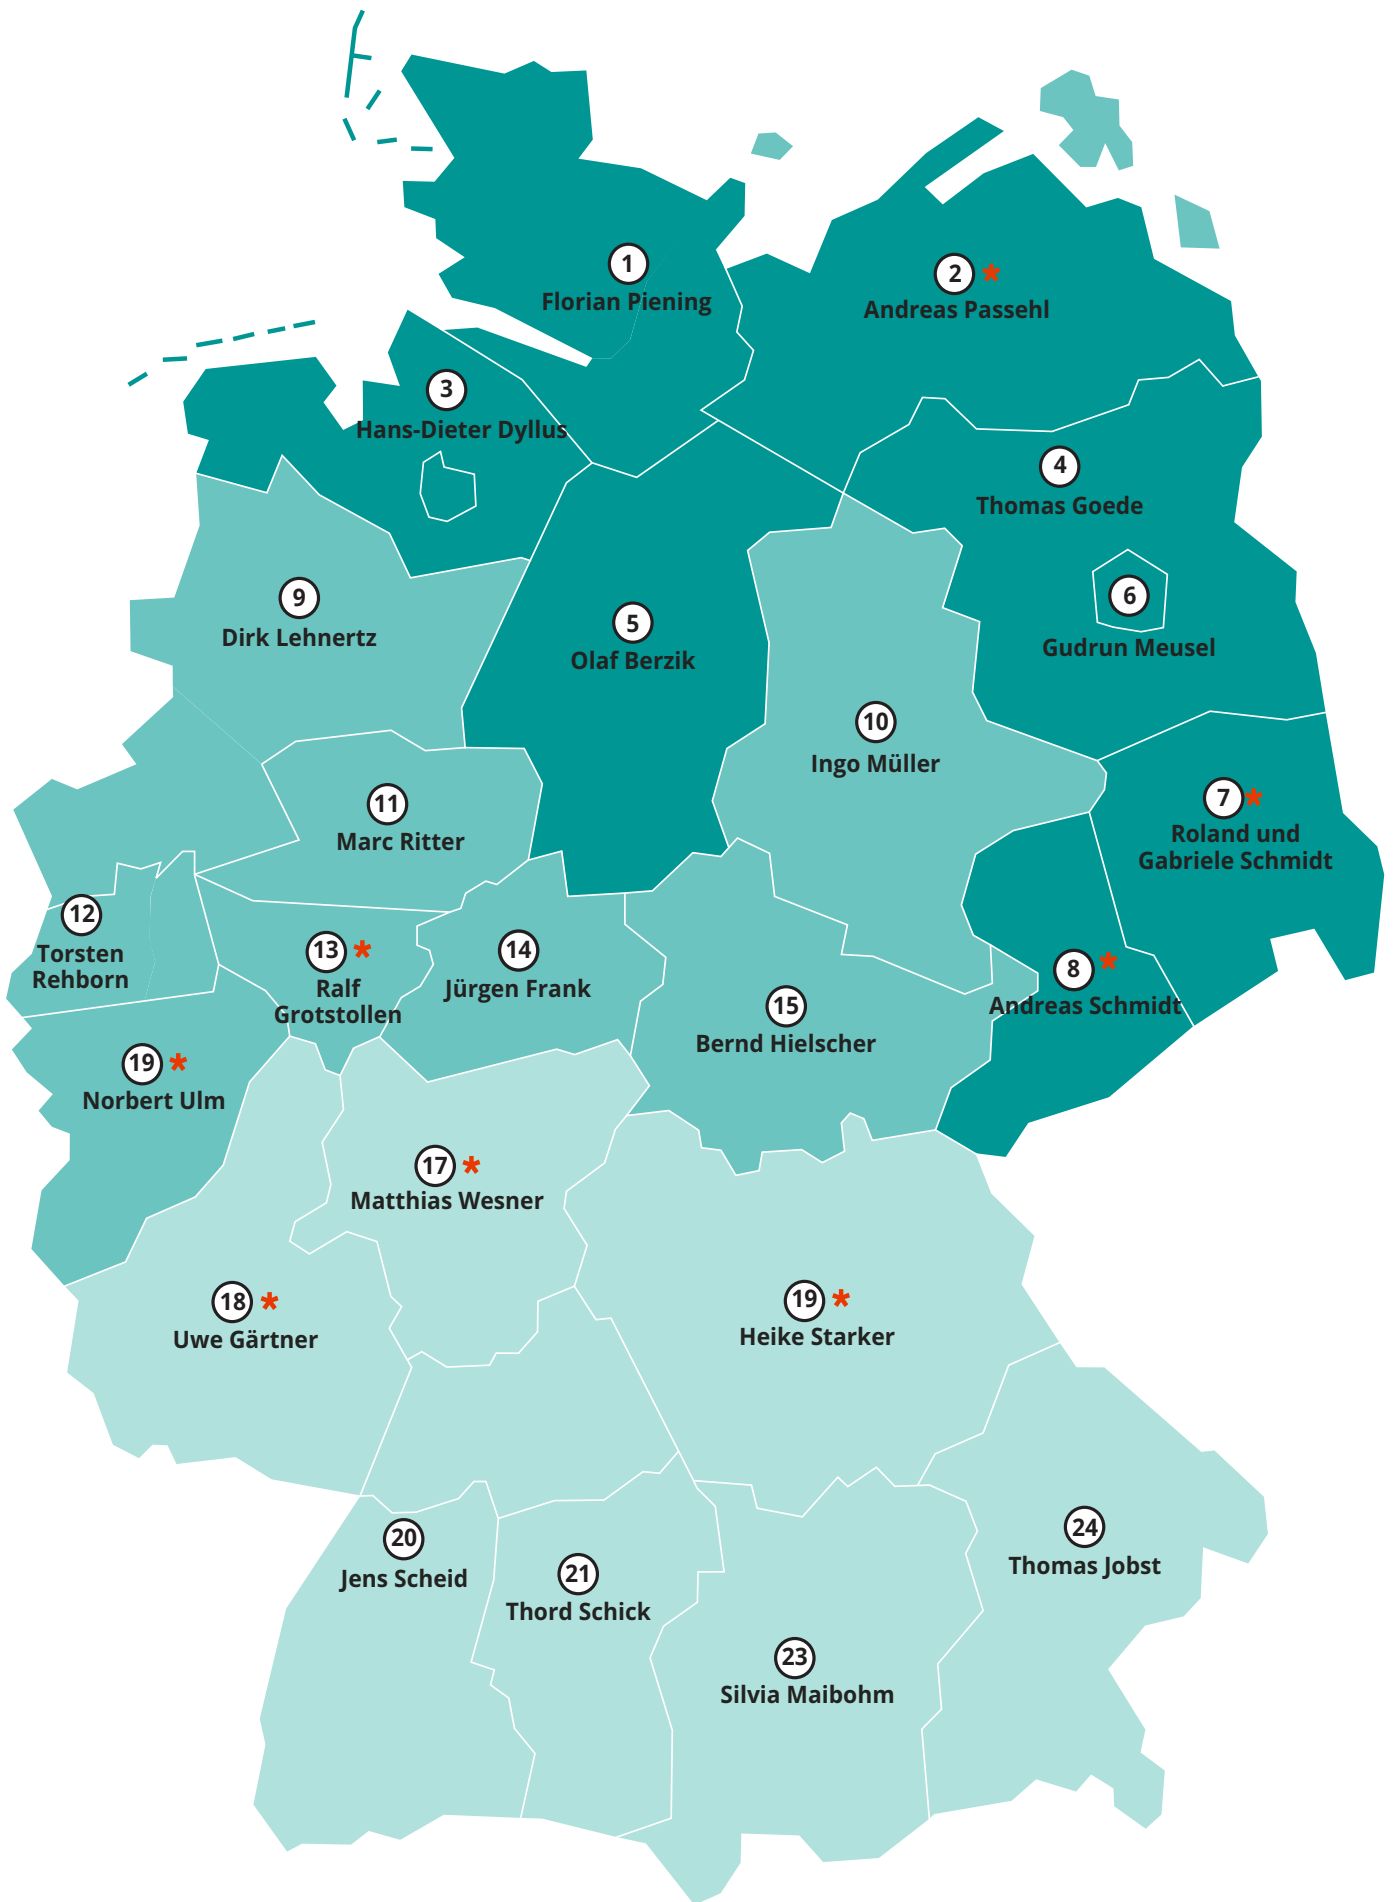 1
Florian Piening
2 *
Andreas Passehl
3
Hans-Dieter Dyllus
4
Thomas Goede
5
Olaf Berzik
6
Gudrun Meusel
7 *
Roland und
Gabriele Schmidt
8 *
Andreas Schmidt
9
Dirk Lehnertz
10
Ingo Müller
11
Marc Ritter
12
Torsten
Rehborn
13 *
Ralf
Grotstollen
14
Jürgen Frank
15
Bernd Hielscher
19 *
Norbert Ulm
17 *
Matthias Wesner
18 *
Uwe Gärtner
19 *
Heike Starker
20
Jens Scheid
21
Thord Schick
23
Silvia Maibohm
24
Thomas Jobst